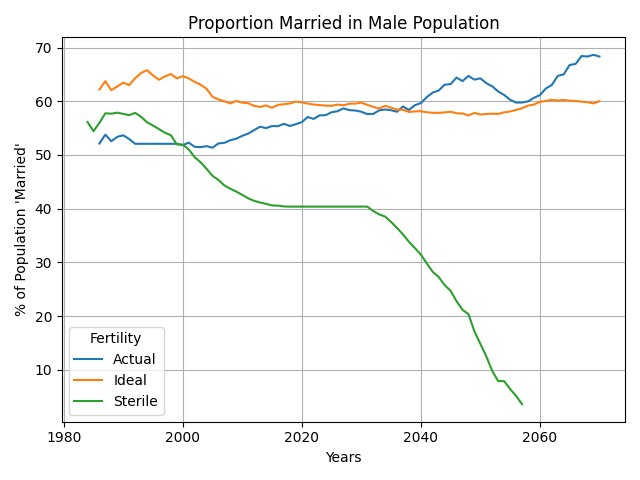 Proportion Married in Male Population
% of Population 'Married'
70
60
50
40
30
20
10
Fertility
Actual
Ideal
Sterile
1980
2000
2020
2040
2060
Years